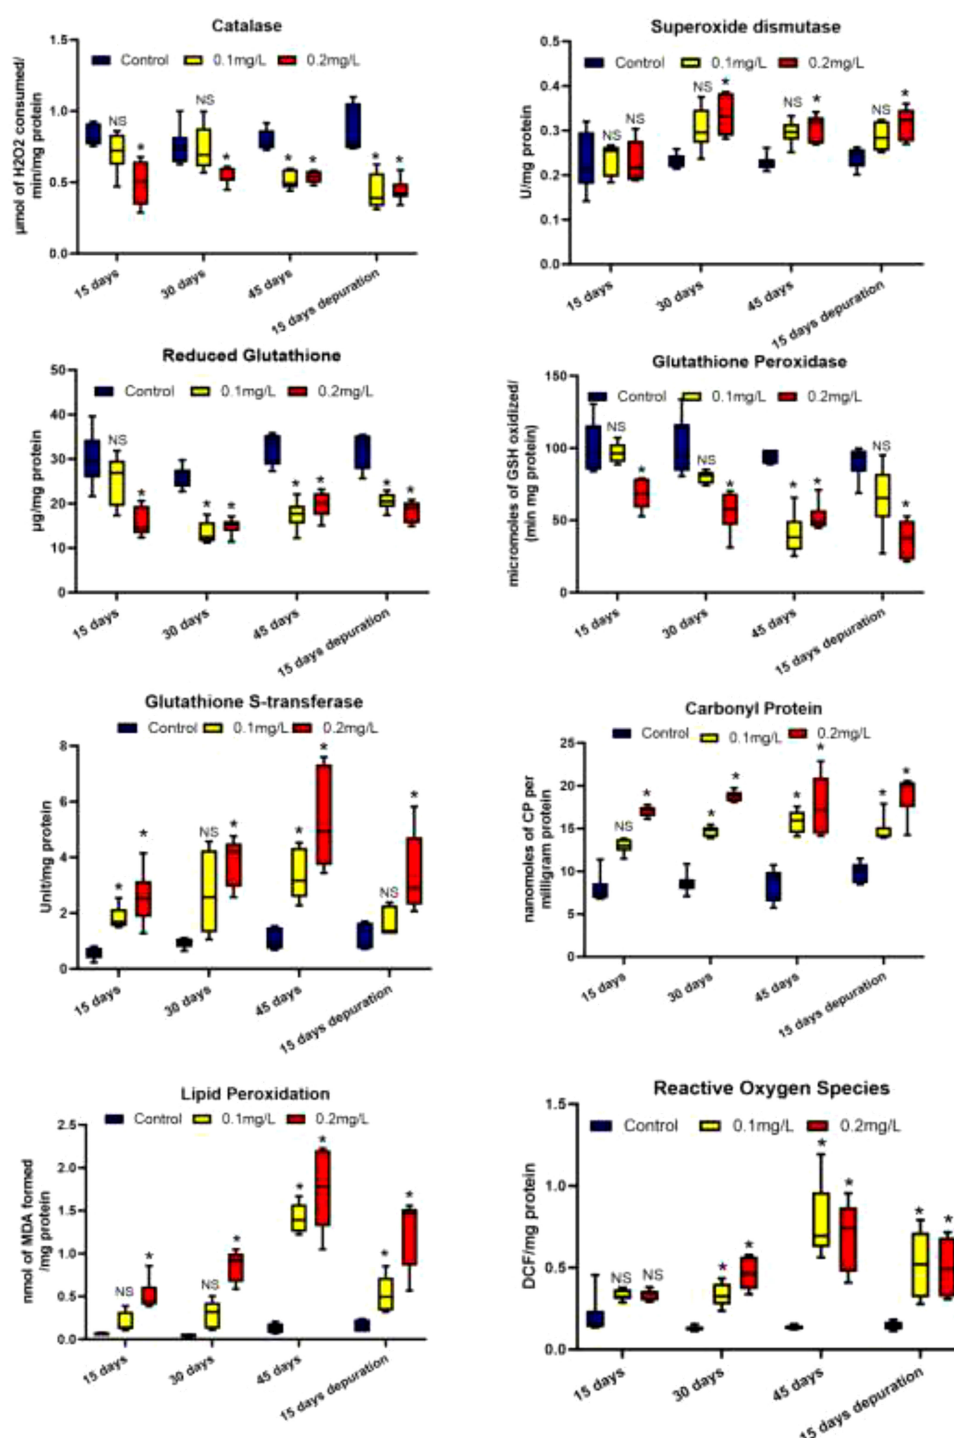 Catalase
1.5
Control 0.1mg/L 0.2mg/L
NS
NS
1.0
*
*
0.5
* *
* *
0.0
µmol of H2O2 consumed/
min/mg protein
15 days
30 days
45 days
15 days depuration
Superoxide dismutase
0.5
Control 0.1mg/L 0.2mg/L
0.4
NS NS
NS *
NS *
NS *
0.3
0.2
0.1
0.0
U/mg protein
15 days
30 days
45 days
15 days depuration
Reduced Glutathione
50
Control 0.1mg/L 0.2mg/L
40
NS *
30
* *
* *
* *
20
10
0
µg/mg protein
15 days
30 days
45 days
15 days depuration
Glutathione Peroxidase
150
Control 0.1mg/L 0.2mg/L
NS *
NS *
* *
NS *
100
50
0
micromoles of GSH oxidized/
(min mg protein)
15 days
30 days
45 days
15 days depuration
Glutathione S-transferase
Control 0.1mg/L 0.2mg/L
8
* *
NS *
* *
NS *
6
4
2
0
Unit/mg protein
15 days
30 days
45 days
15 days depuration
Carbonyl Protein
Control 0.1mg/L 0.2mg/L
25
NS *
* *
* *
* *
20
15
10
5
0
nanomoles of CP per
milligram protein
15 days
30 days
45 days
15 days depuration
Lipid Peroxidation
Control 0.1mg/L 0.2mg/L
2.5
NS *
NS *
* *
* *
2.0
1.5
1.0
0.5
0.0
nmol of MDA formed
/mg protein
15 days
30 days
45 days
15 days depuration
Reactive Oxygen Species
1.5
Control 0.1mg/L 0.2mg/L
NS NS
* *
* *
* *
1.0
0.5
0.0
DCF/mg protein
15 days
30 days
45 days
15 days depuration